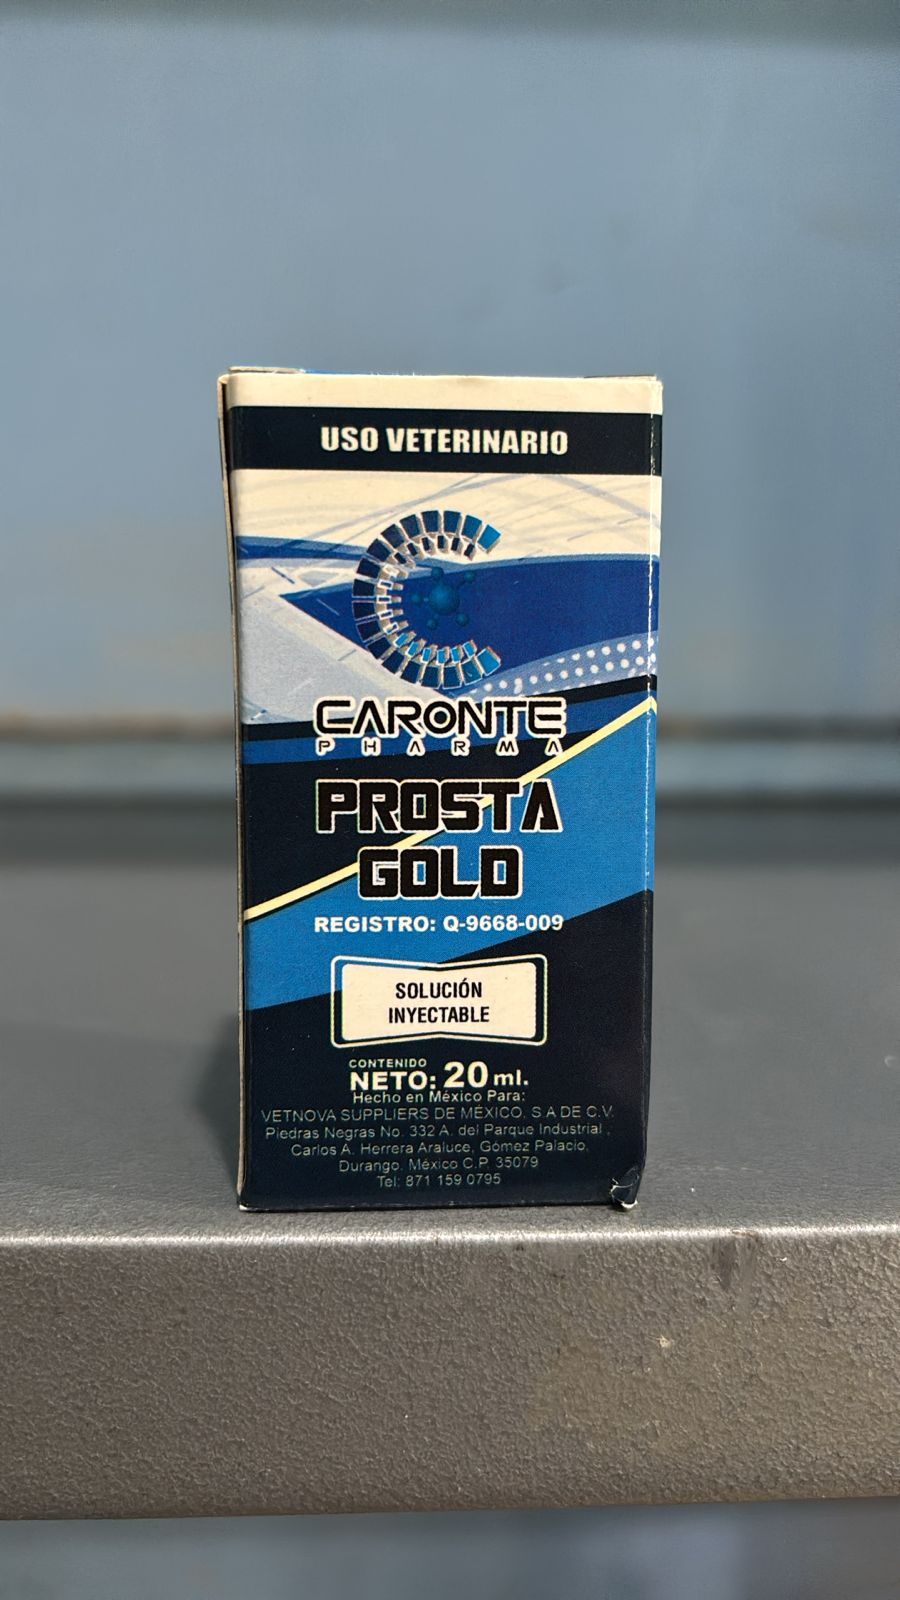 USO VETERINARIO
CARONTE
PHARMA
PROSTA
GOLD
REGISTRO: Q-9668-009
SOLUCIÓN
INYECTABLE
CONTENIDO
NETO: 20 ml.
Hecho en México Para:
VETNOVA SUPPLIERS DE MÉXICO. S A DE C.V.
Piedras Negras No. 332 A. del Parque Industrial ,
Carlos A. Herrera Araluce, Gómez Palacio,
Durango. México C.P. 35079
Tel: 871 159 0795